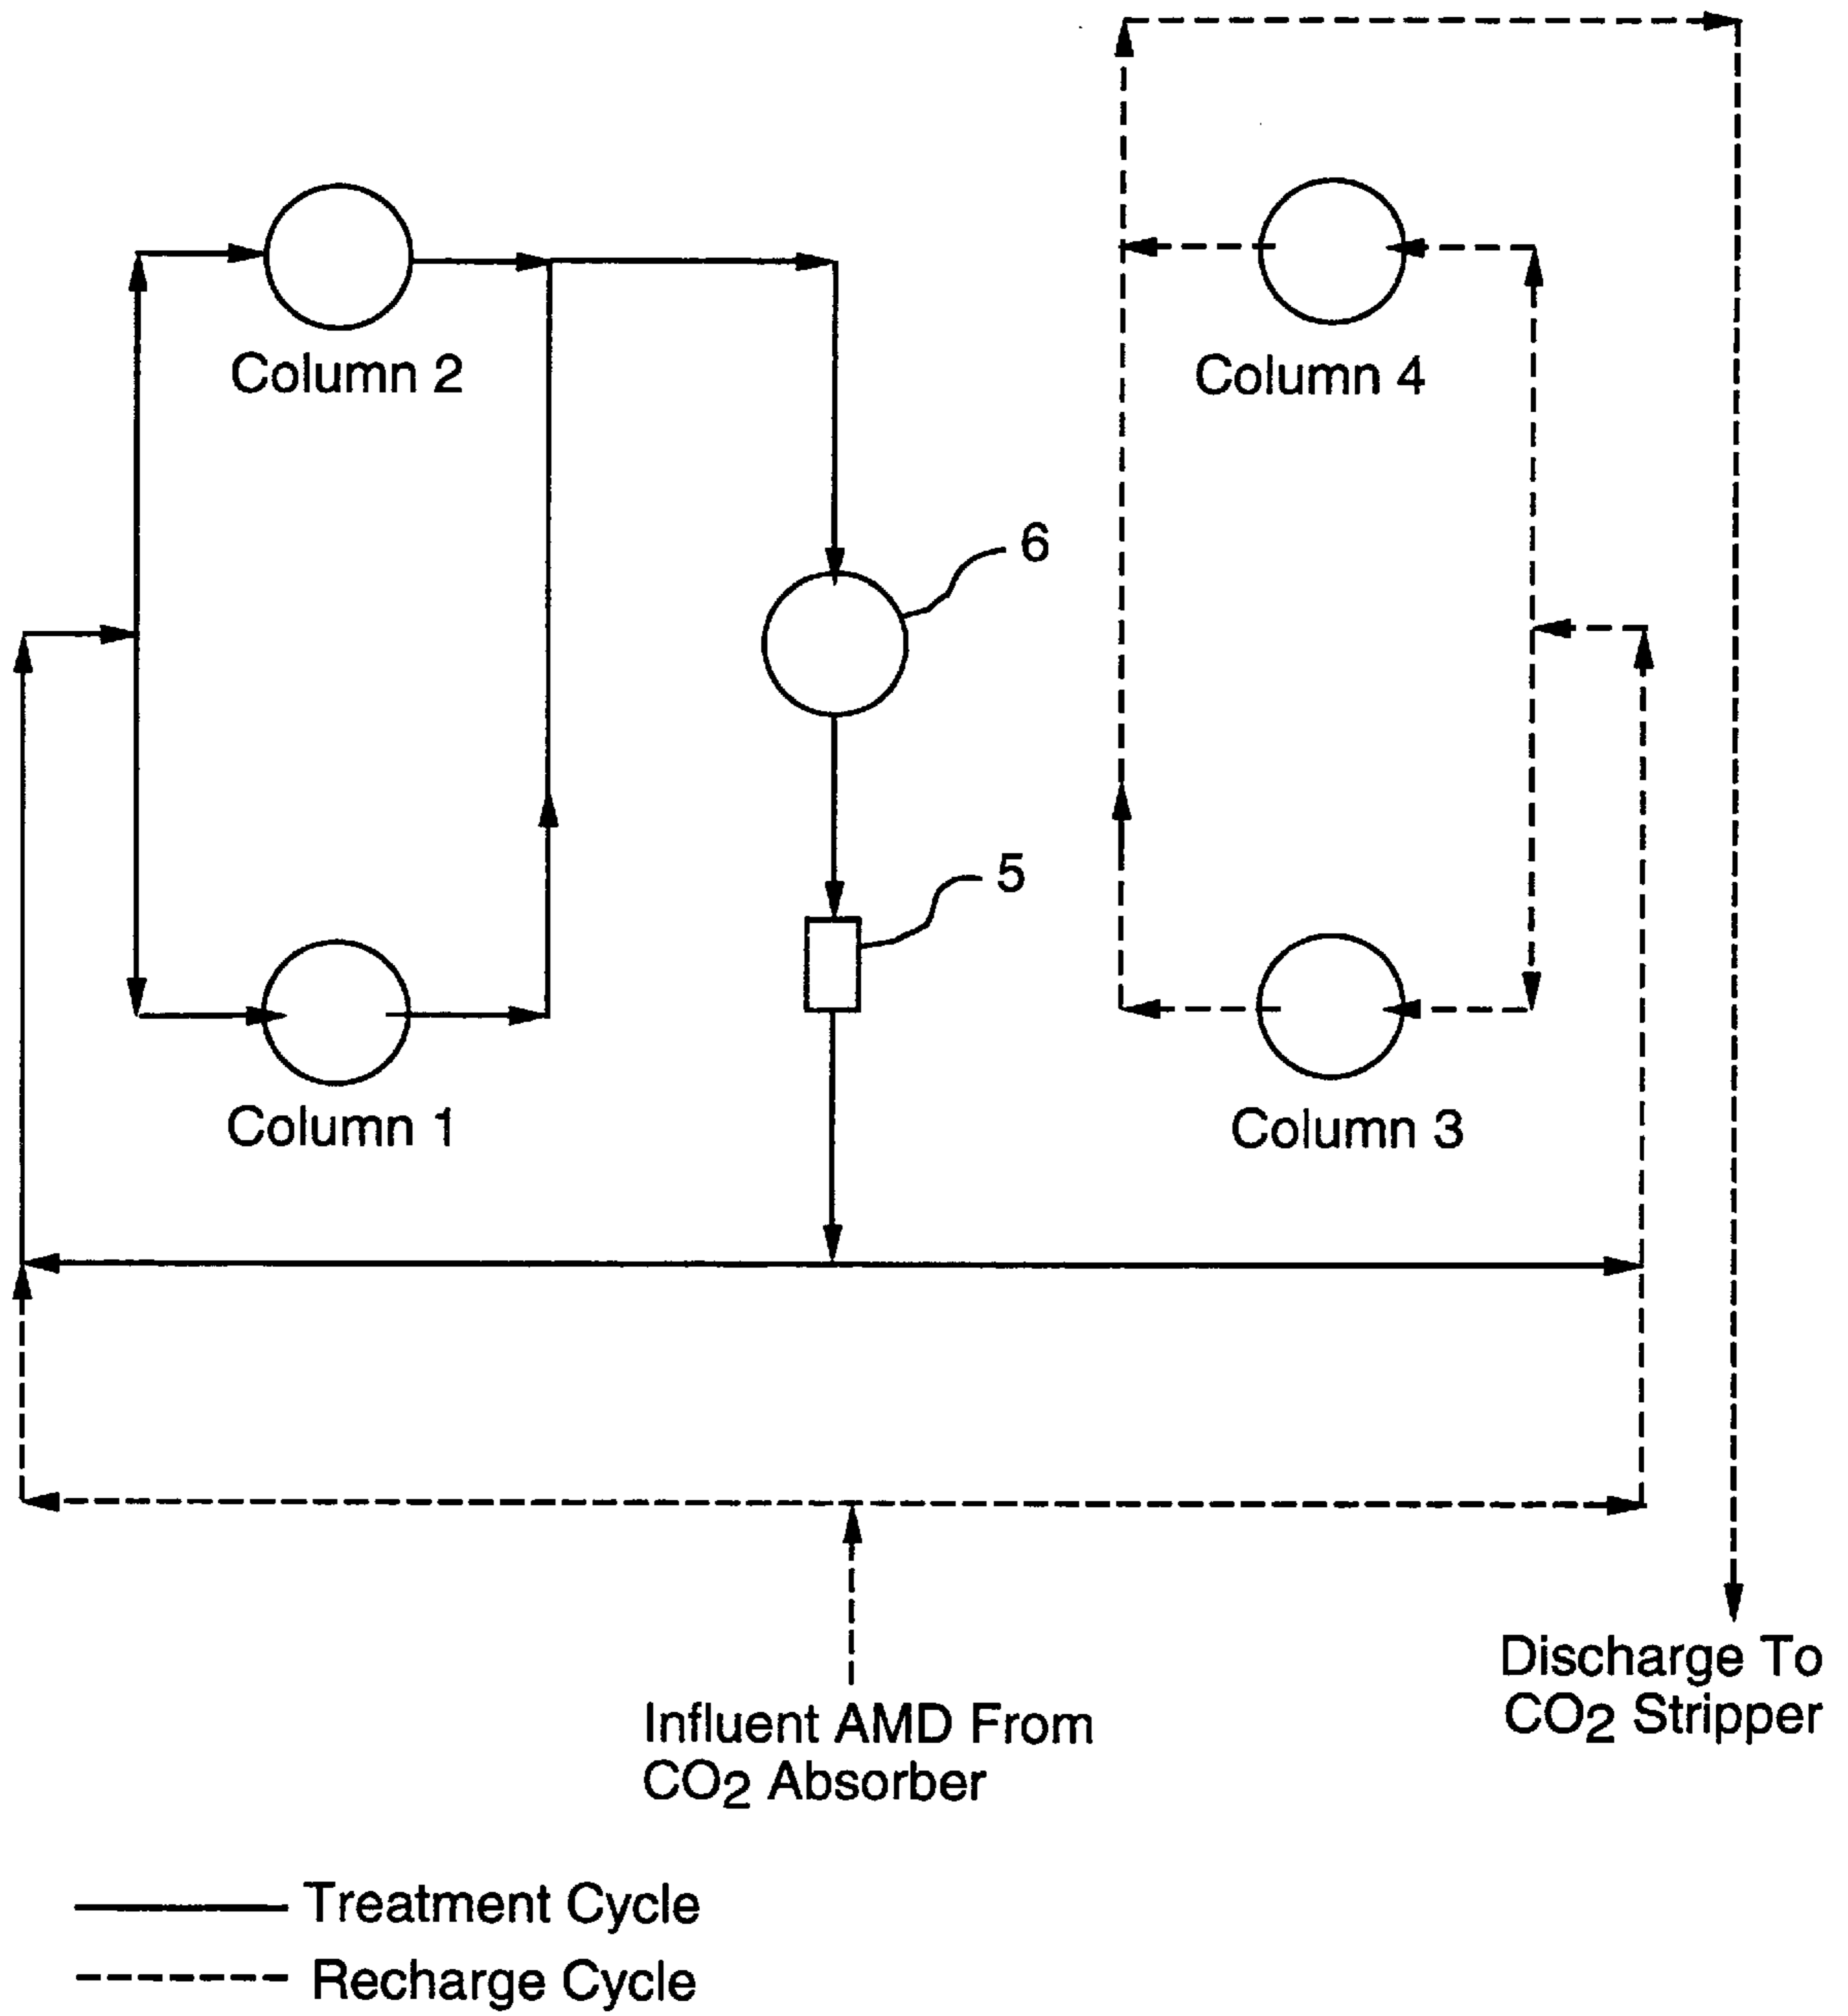 Column 2
Column 4
6
5
Column 1
Column 3
Discharge To
CO2 Stripper
Influent AMD From
CO2 Absorber
Treatment Cycle
Recharge Cycle